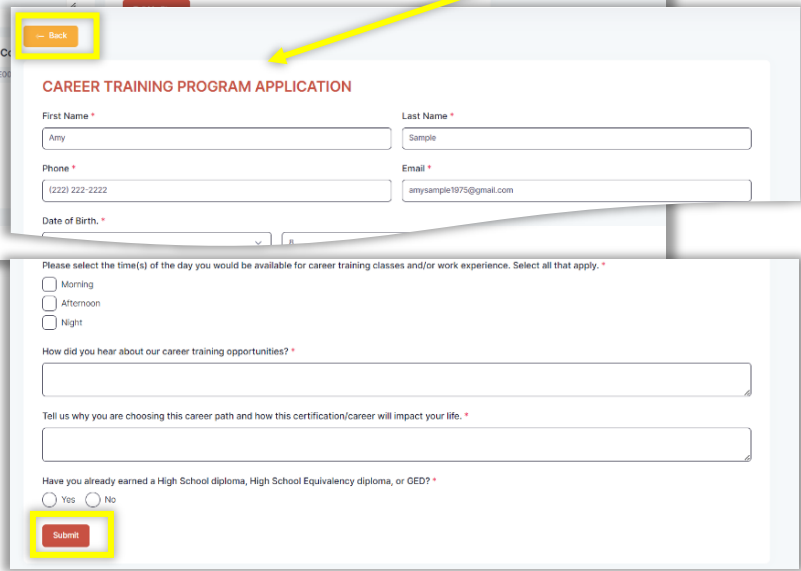 ← Back
CAREER TRAINING PROGRAM APPLICATION
First Name * Last Name *
Amy Sample
Phone * Email *
(222) 222-2222 amysample1975@gmail.com
Date of Birth. *
Please select the time(s) of the day you would be available for career training classes and/or work experience. Select all that apply. *
Morning
Afternoon
Night
How did you hear about our career training opportunities? *
Tell us why you are choosing this career path and how this certification/career will impact your life. *
Have you already earned a High School diploma, High School Equivalency diploma, or GED? *
Yes No
Submit